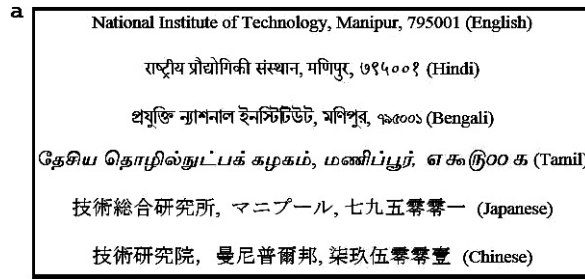 a
National Institute of Technology, Manipur, 795001 (English)
राष्ट्रीय प्रौद्योगिकी संस्थान, मणिपुर, ७९५००१ (Hindi)
প্রযুক্তি ন্যাশনাল ইনস্টিটিউট, মণিপুর, ৭৯৫০০১ (Bengali)
தேசிய தொழில்நுட்பக் கழகம், மணிப்பூர், எ௯௫00 ௧ (Tamil)
技術総合研究所, マニプール, 七九五零零一 (Japanese)
技術研究院, 曼尼普爾邦, 柒玖伍零零壹 (Chinese)